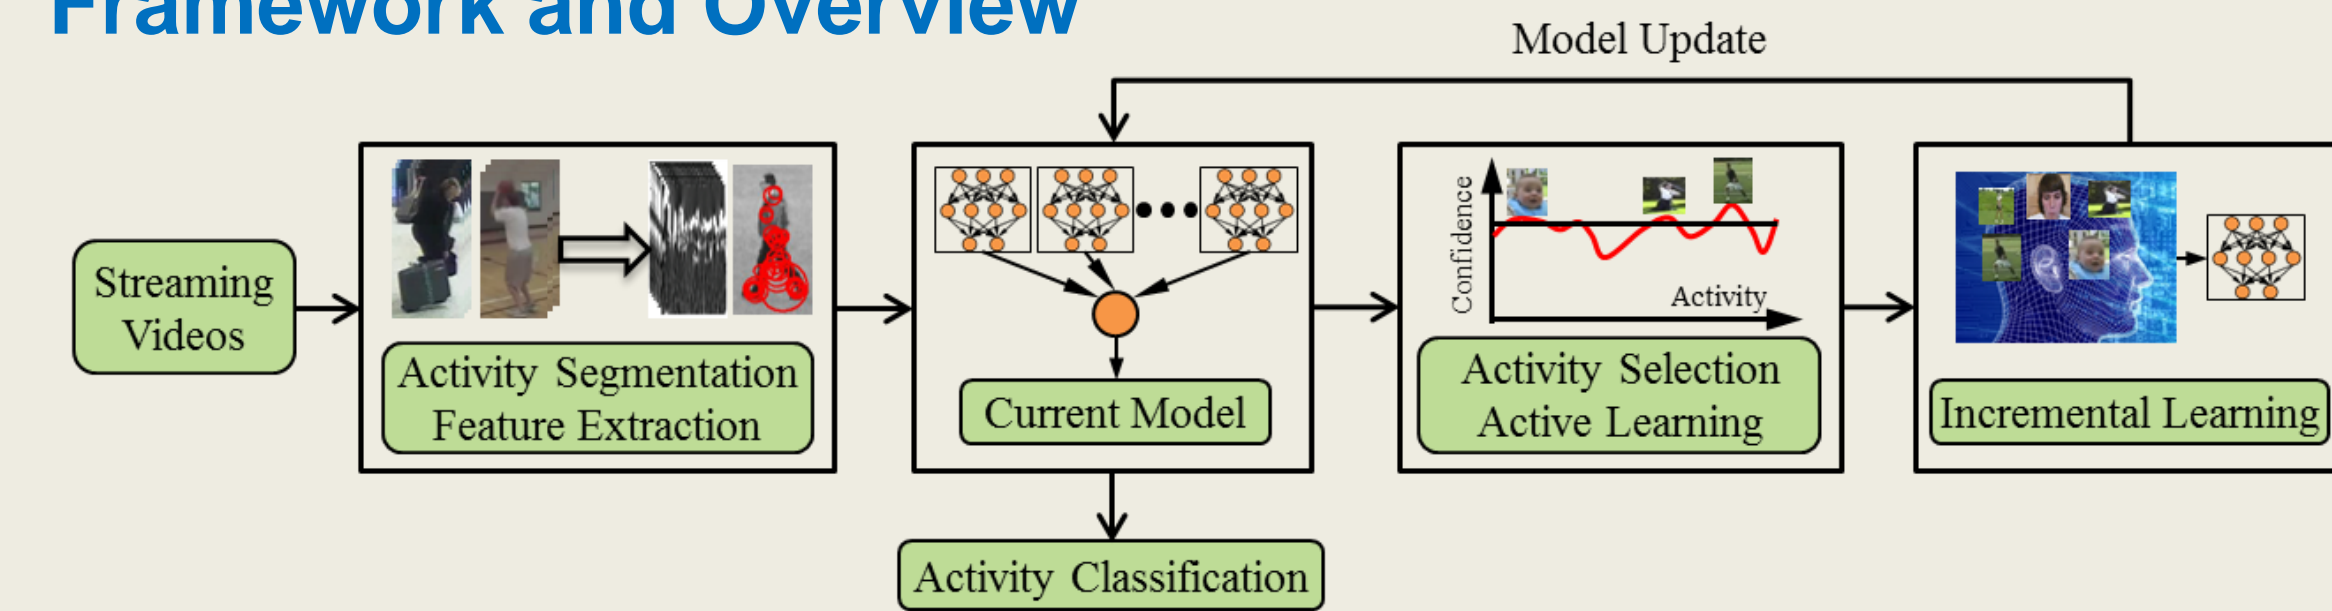 Framework and Overview
Model Update
Streaming
Videos
Activity Segmentation
Feature Extraction
Current Model
Activity Classification
Confidence
Activity
Activity Selection
Active Learning
Incremental Learning